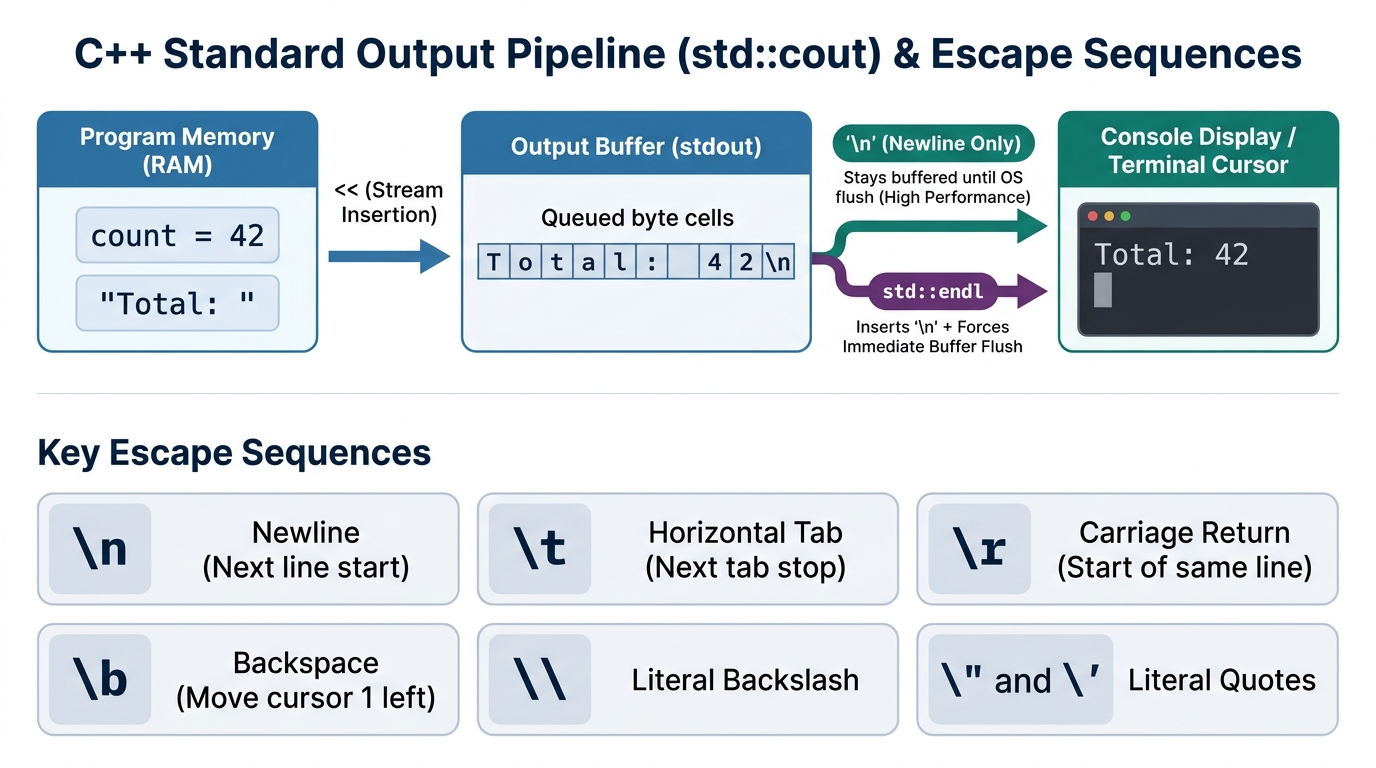 C++ Standard Output Pipeline (std::cout) & Escape Sequences
Program Memory
(RAM)
count = 42
"Total: "
<< (Stream
Insertion)
Output Buffer (stdout)
Queued byte cells
T o t a l :   4 2 \n
‘\n’ (Newline Only)
Stays buffered until OS
flush (High Performance)
std::endl
Inserts ‘\n’ + Forces
Immediate Buffer Flush
Console Display /
Terminal Cursor
Total: 42
Key Escape Sequences
\n
Newline
(Next line start)
\t
Horizontal Tab
(Next tab stop)
\r
Carriage Return
(Start of same line)
\b
Backspace
(Move cursor 1 left)
\\
Literal Backslash
\" and \’
Literal Quotes